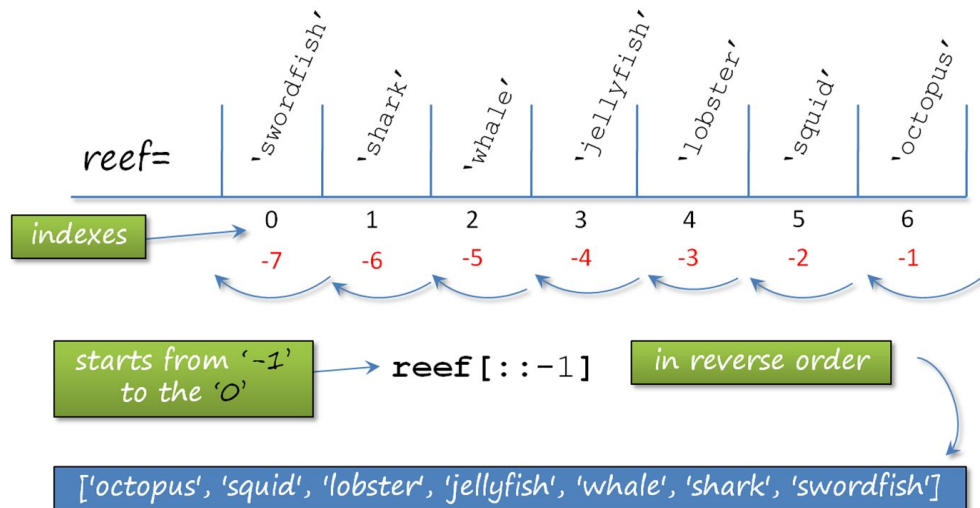 reef=
'swordfish' 'shark' 'whale' 'jellyfish' 'lobster' 'squid' 'octopus'
indexes
0 1 2 3 4 5 6
-7 -6 -5 -4 -3 -2 -1
starts from '-1'
to the '0'
reef[::-1]
in reverse order
['octopus', 'squid', 'lobster', 'jellyfish', 'whale', 'shark', 'swordfish']